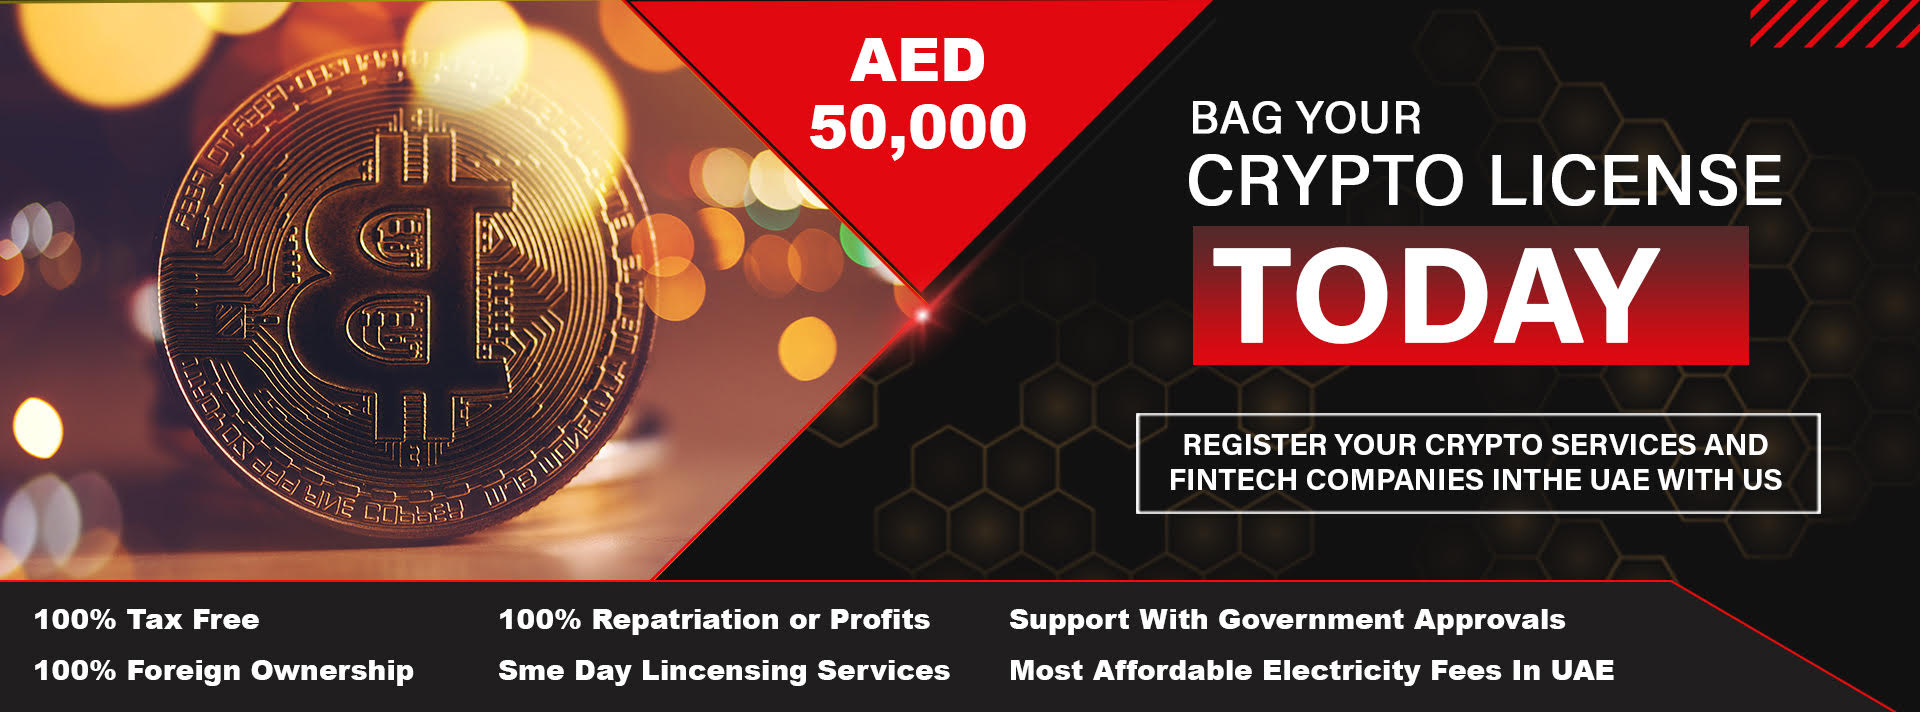 AED
50,000
BAG YOUR
CRYPTO LICENSE
TODAY
REGISTER YOUR CRYPTO SERVICES AND
FINTECH COMPANIES INTHE UAE WITH US
100% Tax Free
100% Repatriation or Profits
Support With Government Approvals
100% Foreign Ownership
Sme Day Lincensing Services
Most Affordable Electricity Fees In UAE